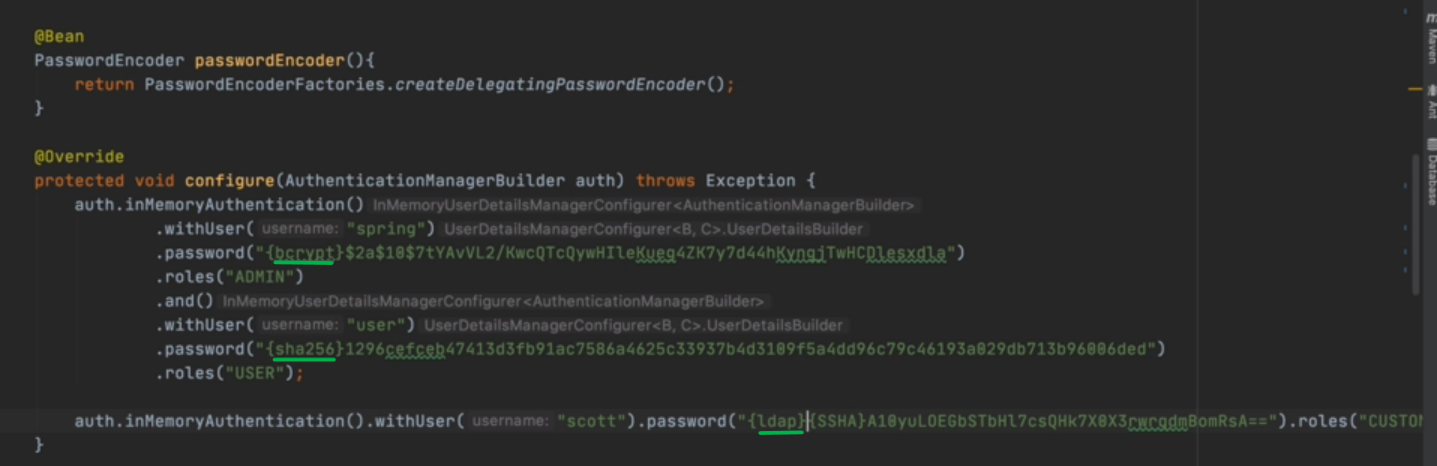 @Bean
PasswordEncoder passwordEncoder(){
return PasswordEncoderFactories.createDelegatingPasswordEncoder();
}
@Override
protected void configure(AuthenticationManagerBuilder auth) throws Exception {
auth.inMemoryAuthentication() InMemoryUserDetailsManagerConfigurer<AuthenticationManagerBuilder>
.withUser( username: "spring") UserDetailsManagerConfigurer<B, C>.UserDetailsBuilder
.password("{bcrypt}$2a$10$7tYAvVL2/KwcQTcQywHIleKueg4ZK7y7d44hKyngjTwHCDlesxdla")
.roles("ADMIN")
.and() InMemoryUserDetailsManagerConfigurer<AuthenticationManagerBuilder>
.withUser( username: "user") UserDetailsManagerConfigurer<B, C>.UserDetailsBuilder
.password("{sha256}1296cefceb47413d3fb91ac7586a4625c33937b4d3109f5a4dd96c79c46193a029db713b96006ded")
.roles("USER");
auth.inMemoryAuthentication().withUser( username: "scott").password("{ldap}{SSHA}A10yuLOEGbSTbHl7csQHk7X0X3rwrqdmBomRsA==").roles("CUSTO
}
Maven
Ant
Database